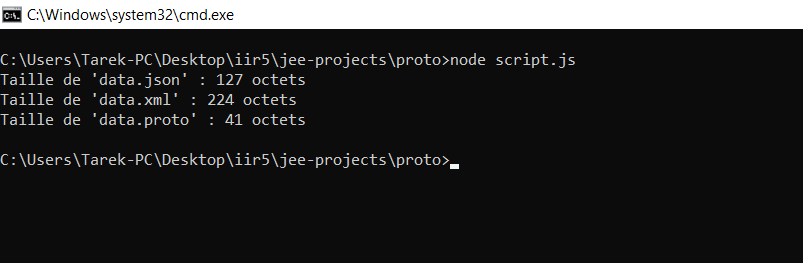 C:\Windows\system32\cmd.exe
C:\Users\Tarek-PC\Desktop\iir5\jee-projects\proto>node script.js
Taille de 'data.json' : 127 octets
Taille de 'data.xml' : 224 octets
Taille de 'data.proto' : 41 octets
C:\Users\Tarek-PC\Desktop\iir5\jee-projects\proto>